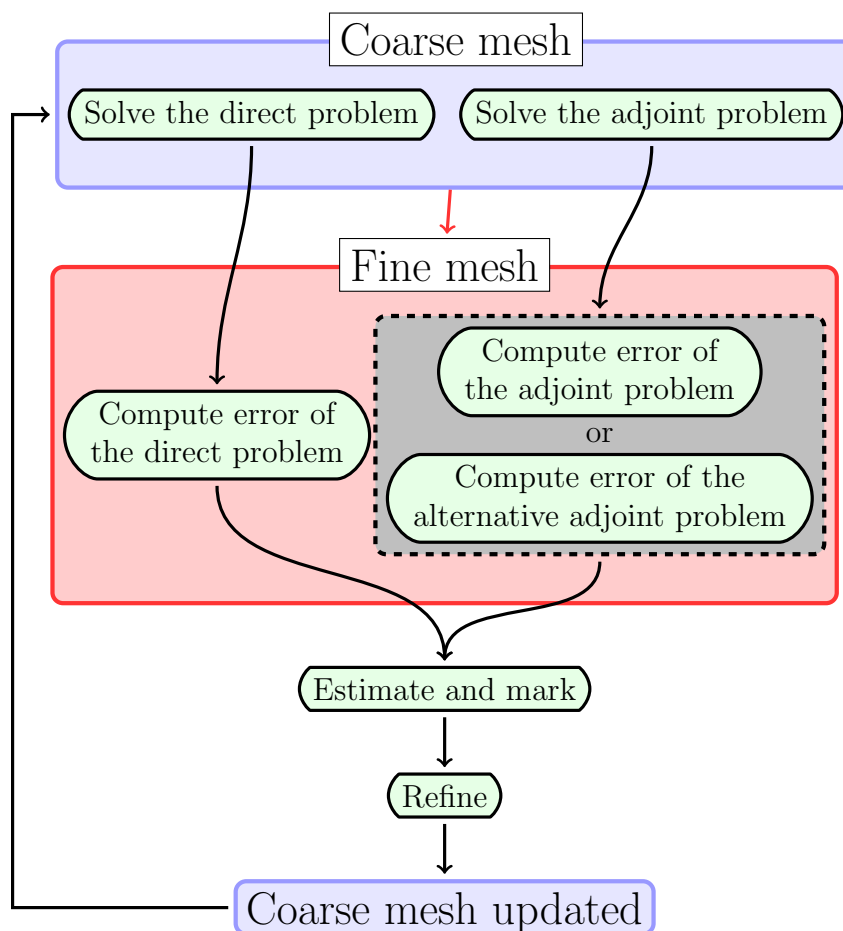 Coarse mesh
Solve the direct problem
Solve the adjoint problem
Fine mesh
Compute error of
the direct problem
Compute error of
the adjoint problem
or
Compute error of the
alternative adjoint problem
Estimate and mark
Refine
Coarse mesh updated